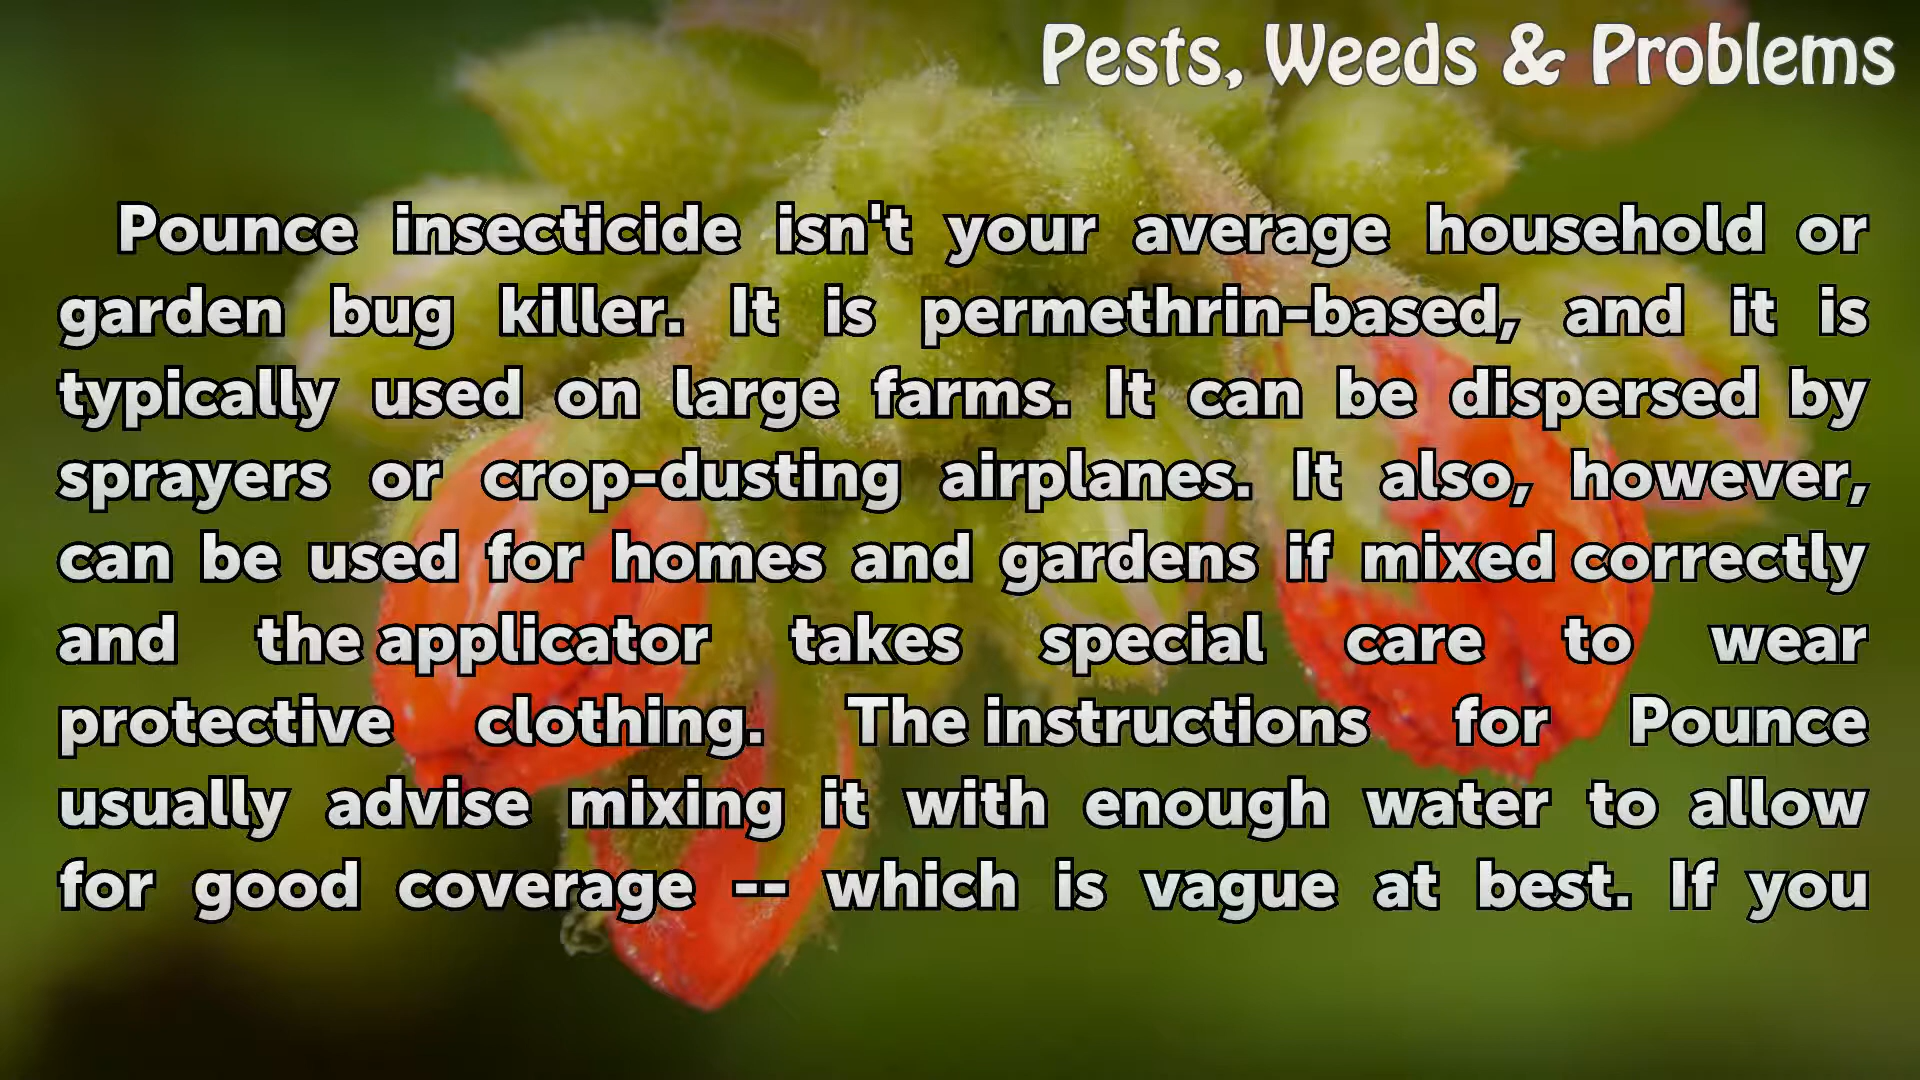 Pests, Weeds & Problems
Pounce insecticide isn't your average household or
garden bug killer. It is permethrin-based, and it is
typically used on large farms. It can be dispersed by
sprayers or crop-dusting airplanes. It also, however,
can be used for homes and gardens if mixed correctly
and the applicator takes special care to wear
protective clothing. The instructions for Pounce
usually advise mixing it with enough water to allow
for good coverage -- which is vague at best. If you